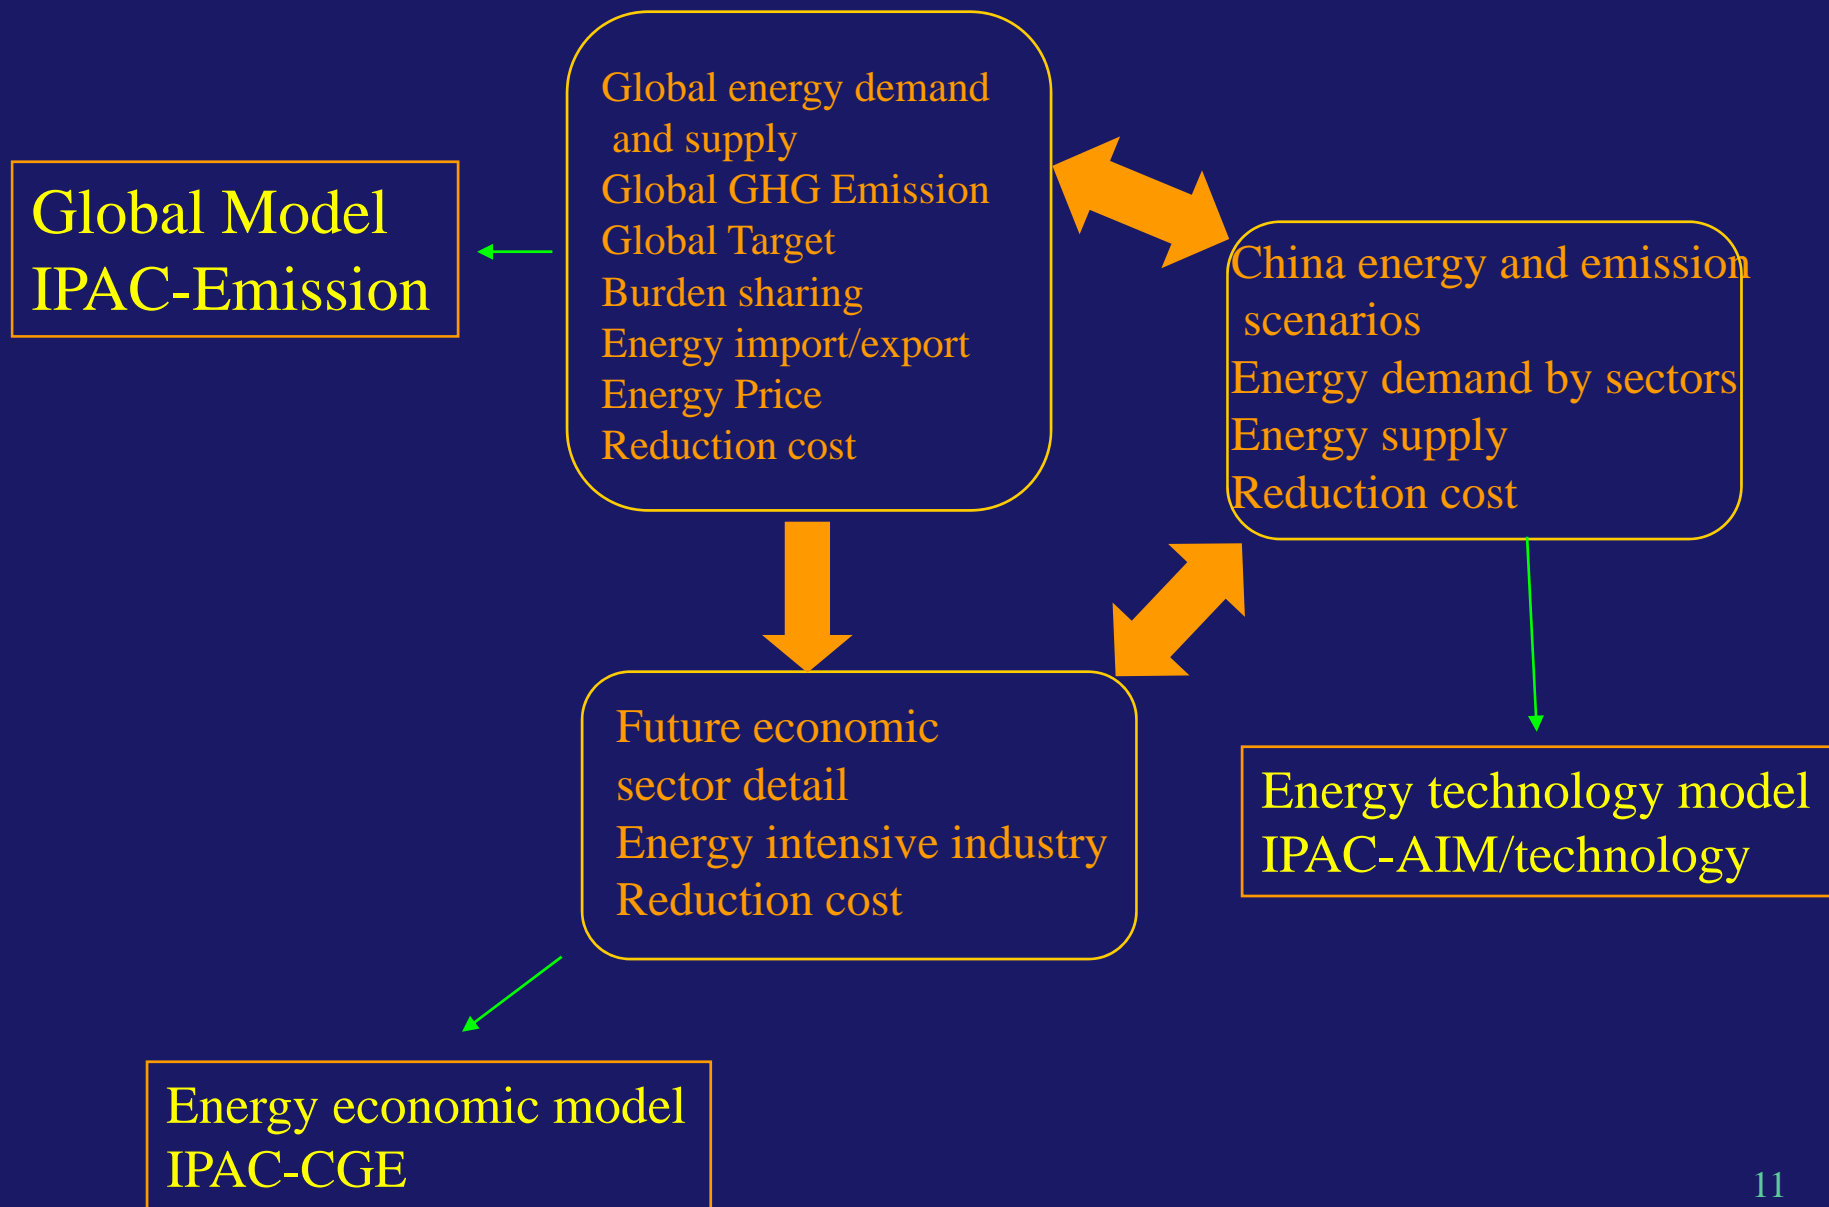 Global Model
IPAC-Emission
Global energy demand
and supply
Global GHG Emission
Global Target
Burden sharing
Energy import/export
Energy Price
Reduction cost
China energy and emission
scenarios
Energy demand by sectors
Energy supply
Reduction cost
Future economic
sector detail
Energy intensive industry
Reduction cost
Energy technology model
IPAC-AIM/technology
Energy economic model
IPAC-CGE
11